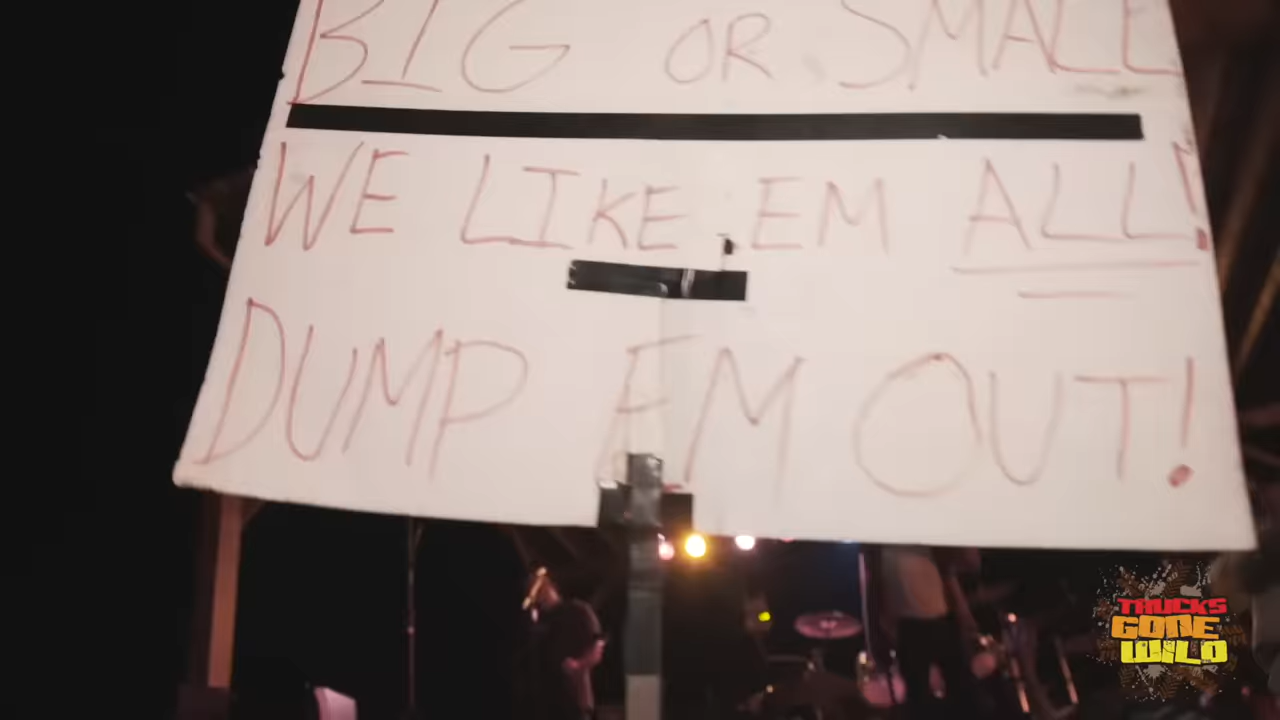 BIG OR SMALL
WE LIKE EM ALL!
DUMP EM OUT!
TRUCKS
GONE
WILD